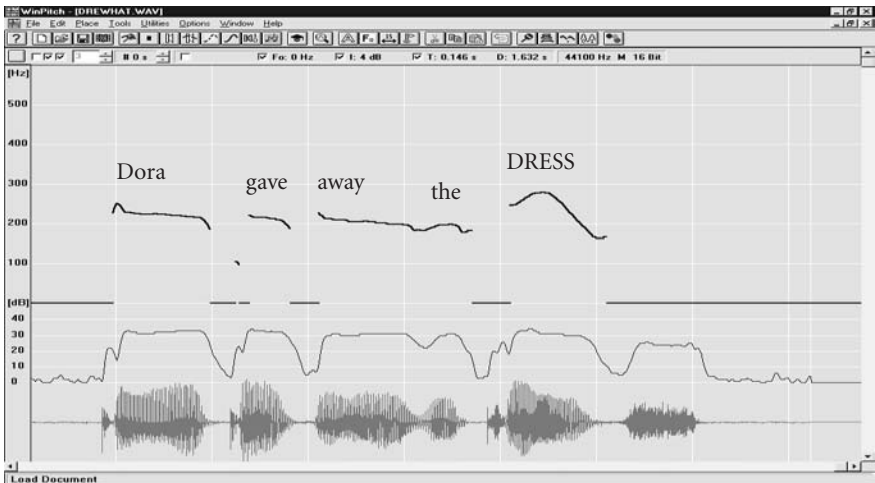 WinPitch - [DREWHAT.WAV]
File Edit Place Tools Utilities Options Window Help
3 0 s Fo: 0 Hz I: 4 dB T: 0.146 s D: 1.632 s 44100 Hz M 16 Bit
[Hz]
500
400
300
200
100
Dora gave away the DRESS
[dB]
40
30
20
10
0
Load Document